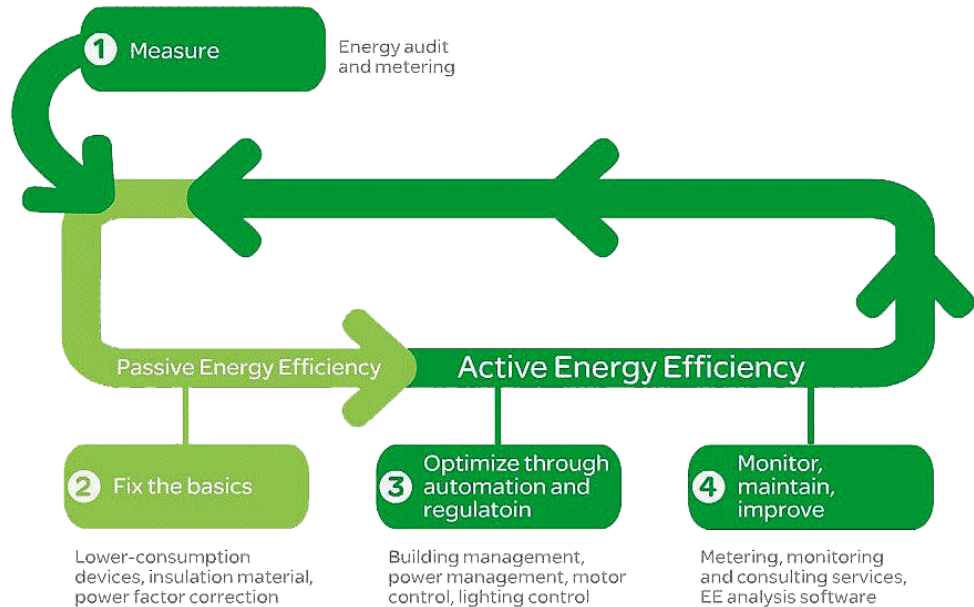 1 Measure
Energy audit
and metering
Passive Energy Efficiency
Active Energy Efficiency
2 Fix the basics
Lower-consumption
devices, insulation material,
power factor correction
3 Optimize through
automation and
regulatoin
Building management,
power management, motor
control, lighting control
4 Monitor,
maintain,
improve
Metering, monitoring
and consulting services,
EE analysis software